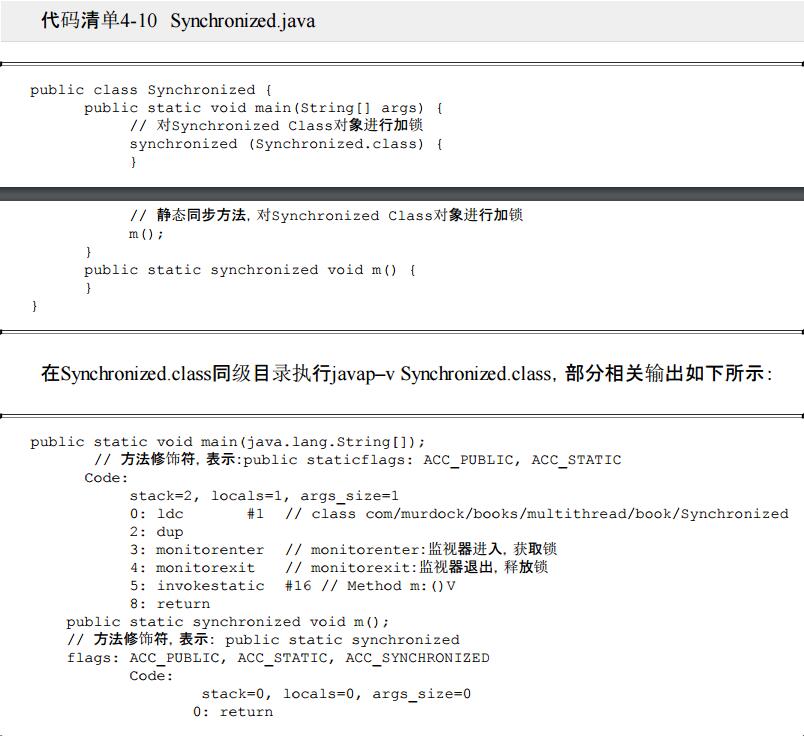 代码清单4-10 Synchronized.java
public class Synchronized {
public static void main(String[] args) {
// 对Synchronized Class对象进行加锁
synchronized (Synchronized.class) {
}
// 静态同步方法, 对Synchronized Class对象进行加锁
m();
}
public static synchronized void m() {
}
}
在Synchronized.class同级目录执行javap–v Synchronized.class, 部分相关输出如下所示:
public static void main(java.lang.String[]);
// 方法修饰符, 表示:public staticflags: ACC_PUBLIC, ACC_STATIC
Code:
stack=2, locals=1, args_size=1
0: ldc #1 // class com/murdock/books/multithread/book/Synchronized
2: dup
3: monitorenter // monitorenter:监视器进入, 获取锁
4: monitorexit // monitorexit:监视器退出, 释放锁
5: invokestatic #16 // Method m:()V
8: return
public static synchronized void m();
// 方法修饰符, 表示: public static synchronized
flags: ACC_PUBLIC, ACC_STATIC, ACC_SYNCHRONIZED
Code:
stack=0, locals=0, args_size=0
0: return